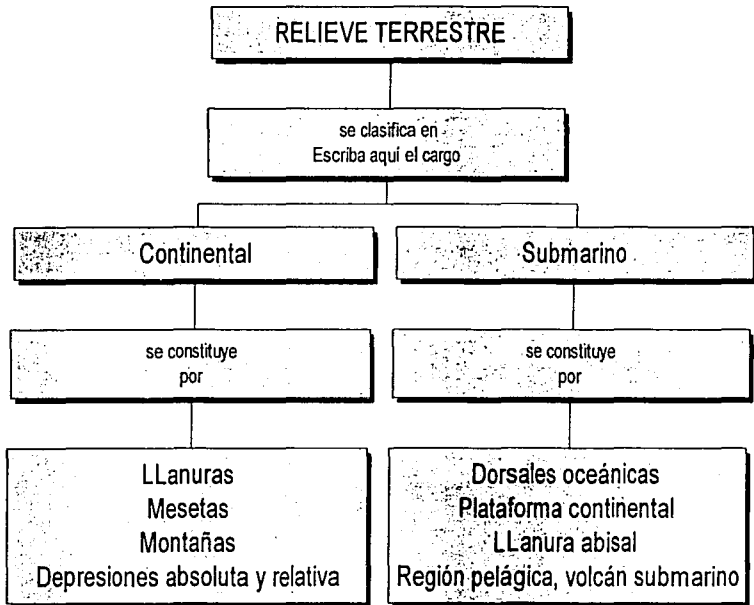 RELIEVE TERRESTRE
se clasifica en
Escriba aquí el cargo
Continental
Submarino
se constituye
por
se constituye
por
LLanuras
Mesetas
Montañas
Depresiones absoluta y relativa
Dorsales oceánicas
Plataforma continental
LLanura abisal
Región pelágica, volcán submarino